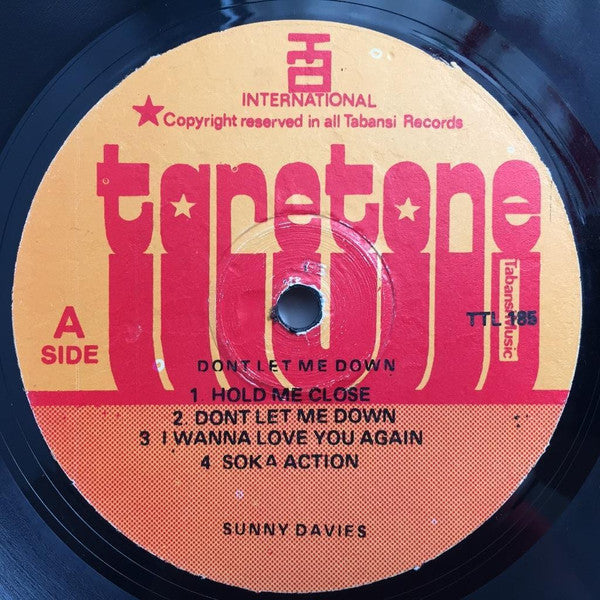 INTERNATIONAL
Copyright reserved in all Tabansi Records
taretone
A
SIDE
TTL 185
Tabansi Music
DONT LET ME DOWN
1. HOLD ME CLOSE
2. DONT LET ME DOWN
3 I WANNA LOVE YOU AGAIN
4 SOKA ACTION
SUNNY DAVIES